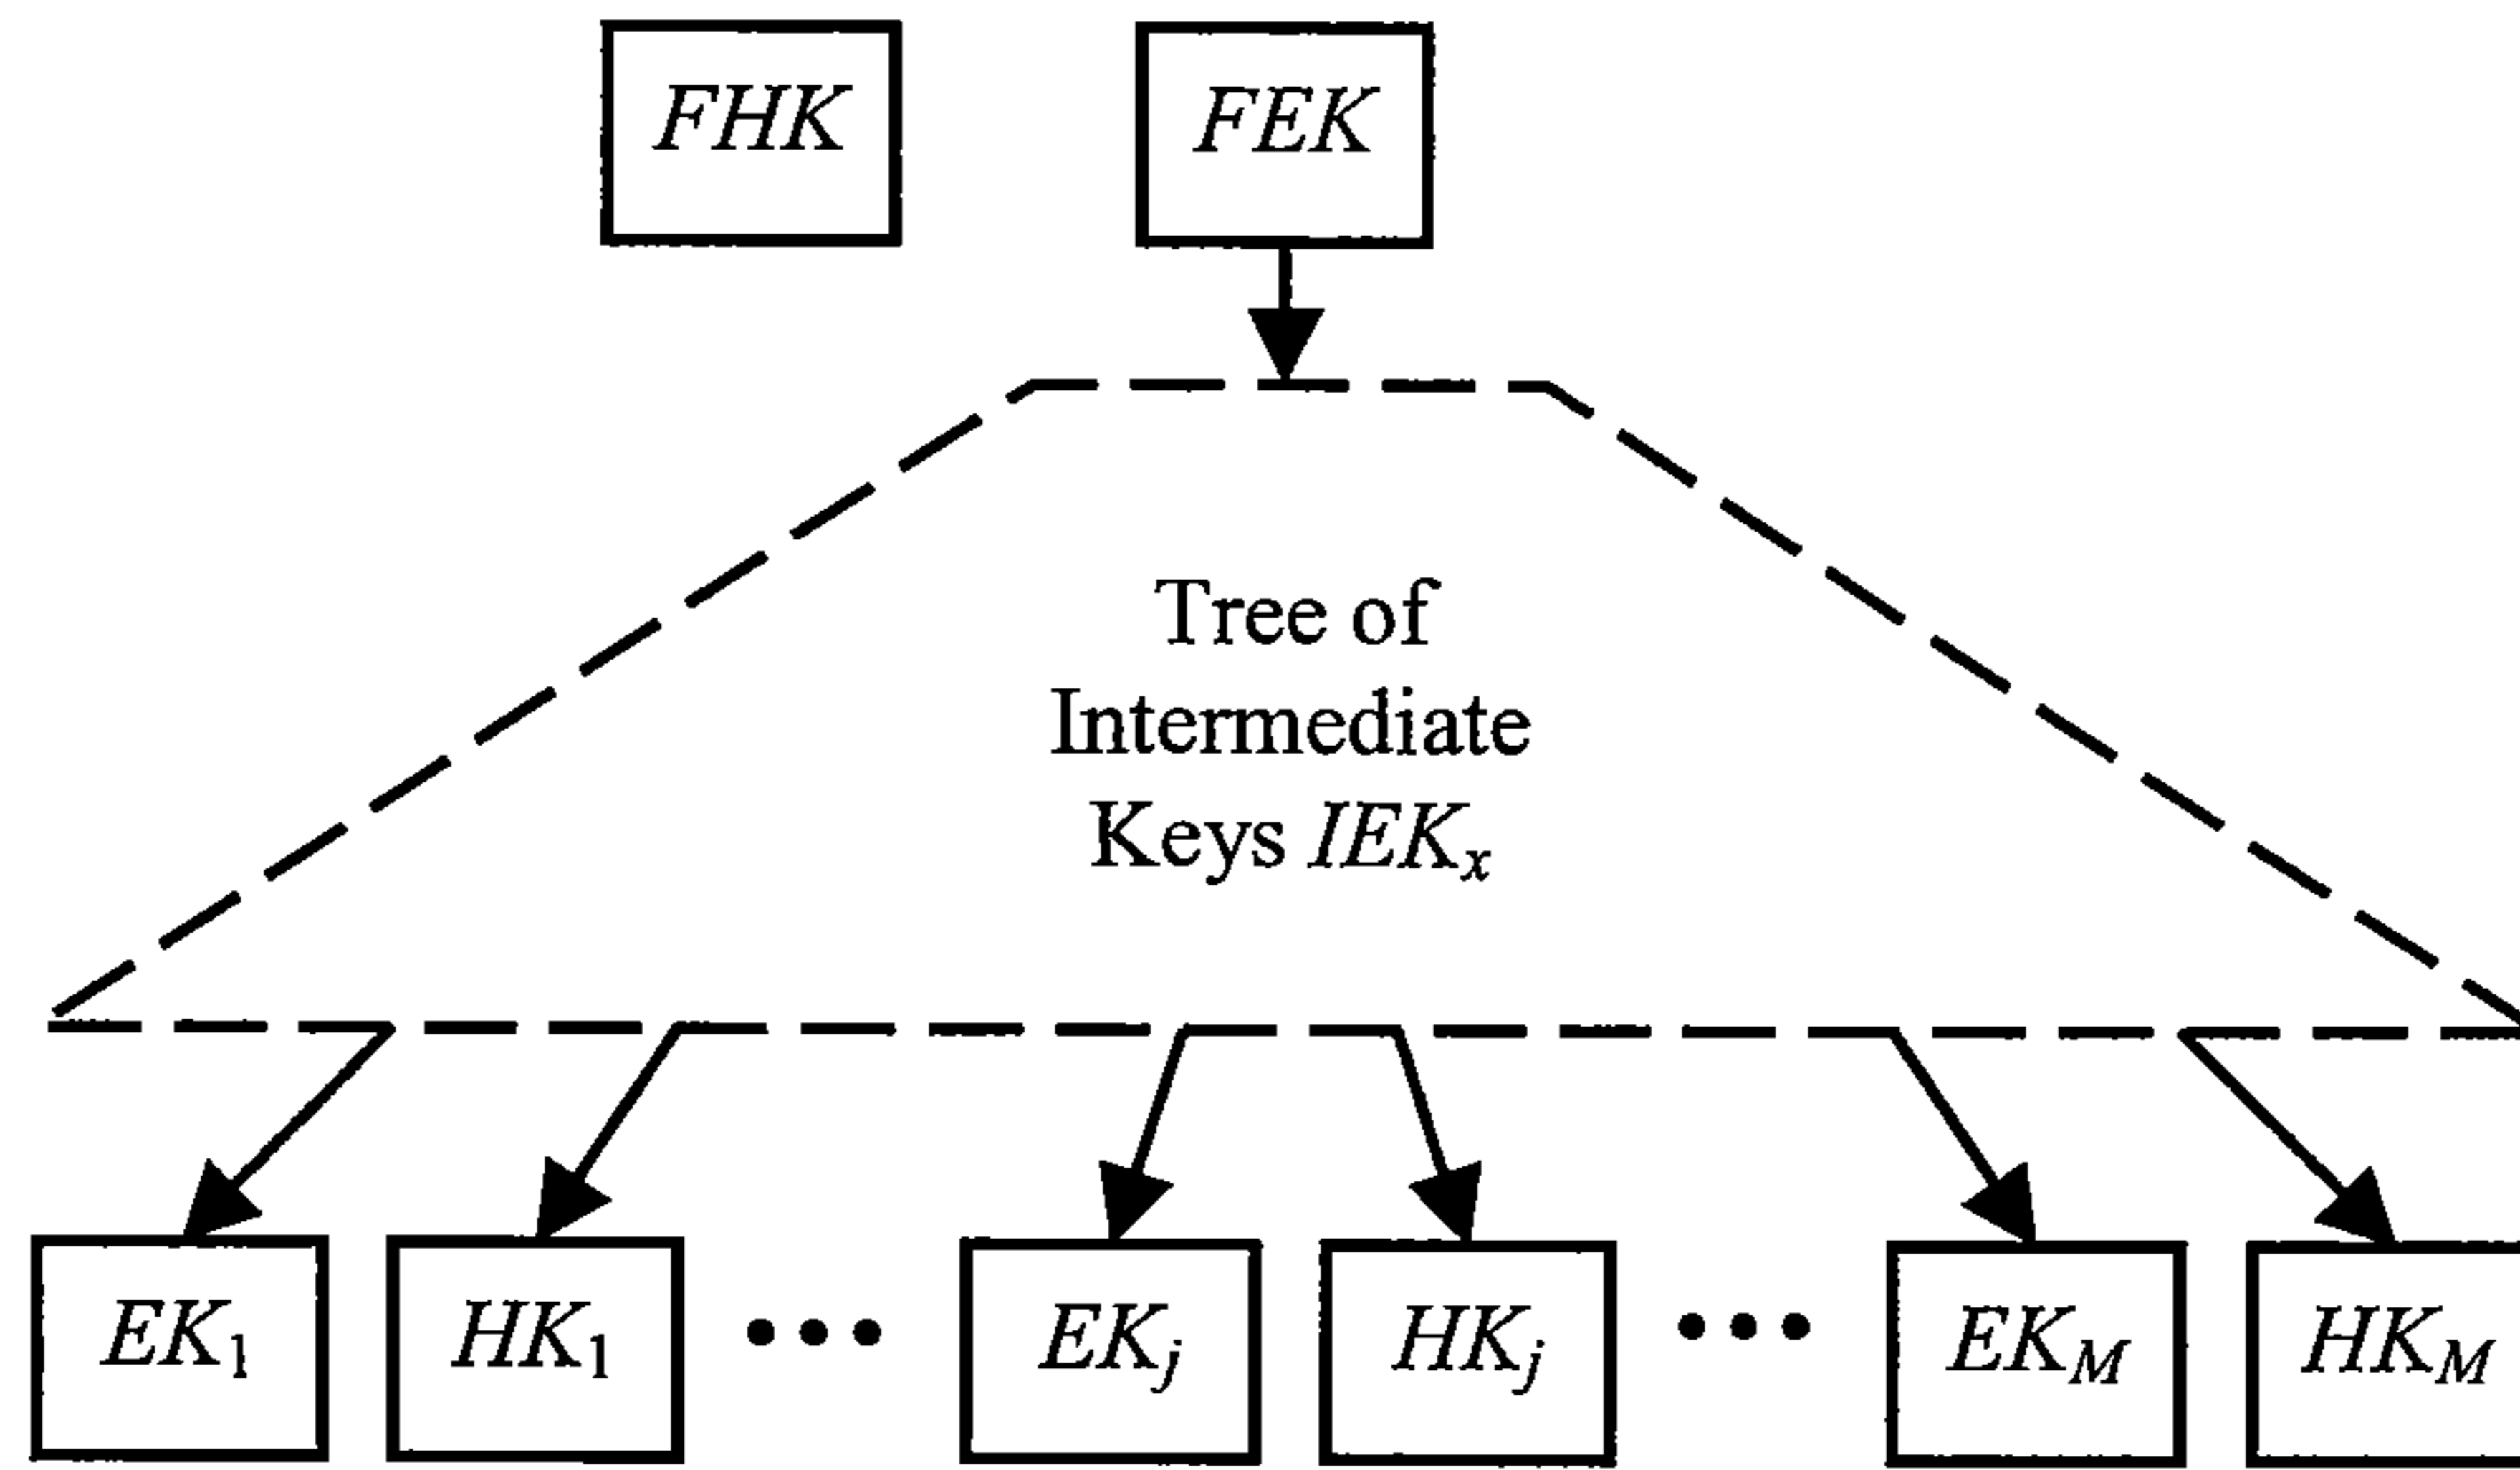 FHK
FEK
Tree of
Intermediate
Keys IEKx
EK1
HK1
EKj
HKj
EKM
HKM